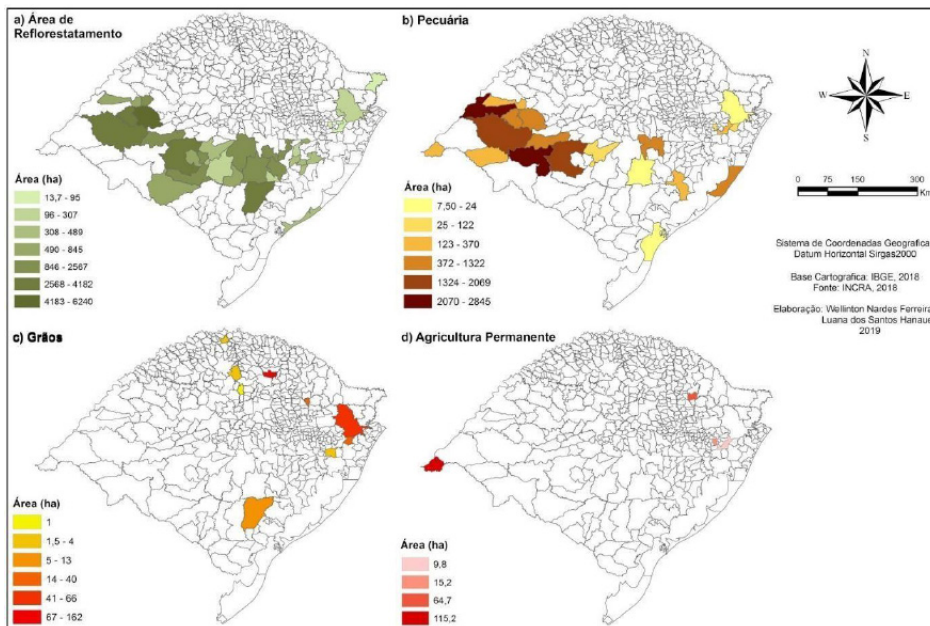 a) Área de
Reflorestatamento
Área (ha)
13,7 - 95
96 - 307
308 - 489
490 - 845
846 - 2567
2568 - 4182
4183 - 6240
b) Pecuária
Área (ha)
7,50 - 24
25 - 122
123 - 370
372 - 1322
1324 - 2069
2070 - 2845
N
W E
S
0 75 150 300
Km
Sistema de Coordenadas Geografica
Datum Horizontal Sirgas2000
Base Cartografica: IBGE, 2018
Fonte: INCRA, 2018
Elaboração: Wellinton Nardes Ferreira
Luana dos Santos Hanaue
2019
c) Grãos
Área (ha)
1
1,5 - 4
5 - 13
14 - 40
41 - 66
67 - 162
d) Agricultura Permanente
Área (ha)
9,8
15,2
64,7
115,2